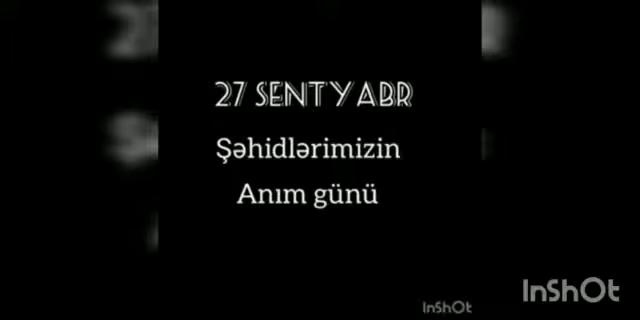 27 SENTYABR
Şəhidlərimizin
Anım günü
InShOt
InShOt